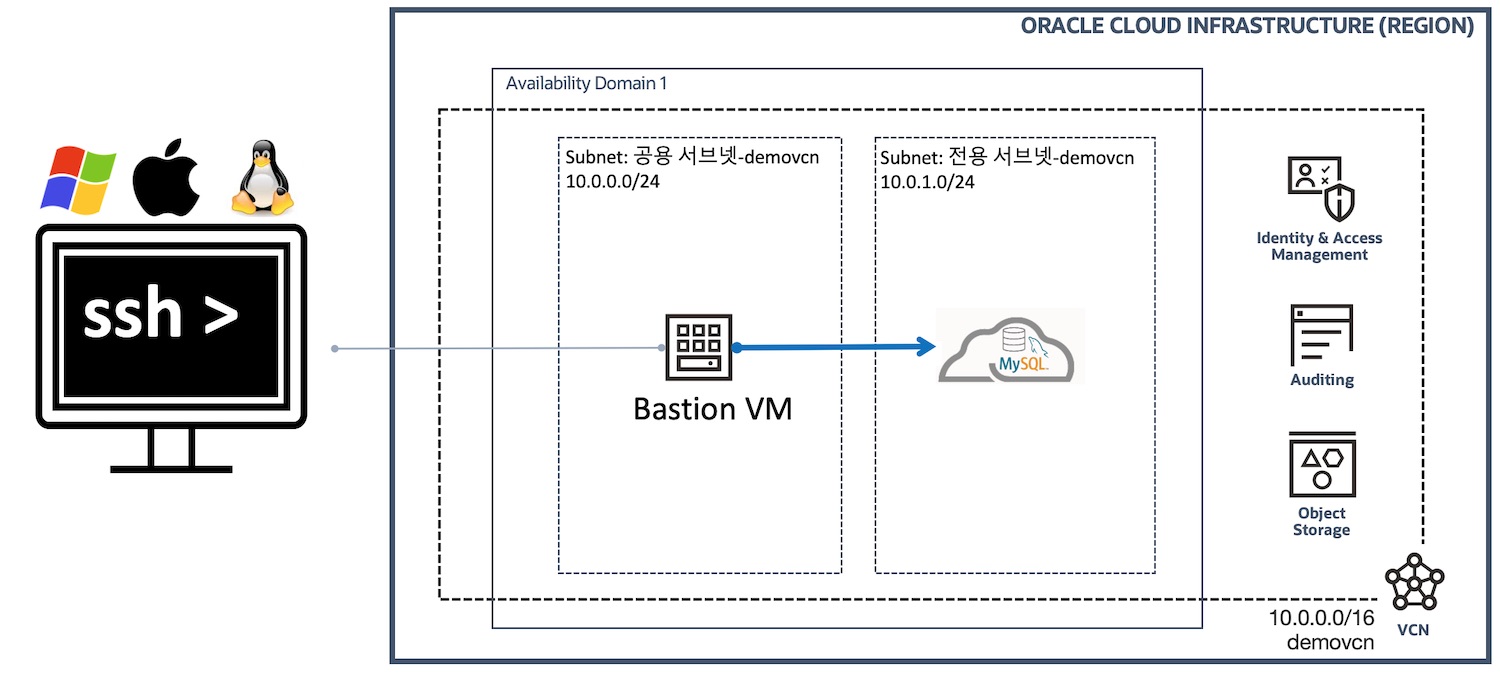 ORACLE CLOUD INFRASTRUCTURE (REGION)
Availability Domain 1
Subnet: 공용 서브넷-demovcn
10.0.0.0/24
Subnet: 전용 서브넷-demovcn
10.0.1.0/24
ssh >
Bastion VM
MySQL.
Identity & Access
Management
Auditing
Object
Storage
10.0.0.0/16
demovcn
VCN